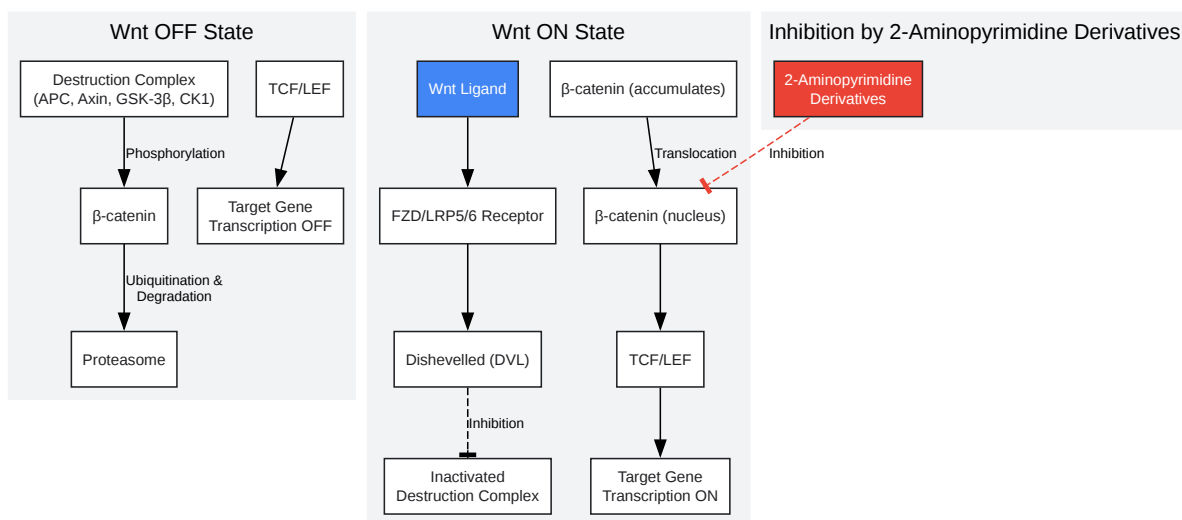 Wnt OFF State
Destruction Complex
(APC, Axin, GSK-3β, CK1)
TCF/LEF
Phosphorylation
β-catenin
Target Gene
Transcription OFF
Ubiquitination &
Degradation
Proteasome
Wnt ON State
Wnt Ligand
β-catenin (accumulates)
Translocation
FZD/LRP5/6 Receptor
β-catenin (nucleus)
Dishevelled (DVL)
TCF/LEF
Inhibition
Inactivated
Destruction Complex
Target Gene
Transcription ON
Inhibition by 2-Aminopyrimidine Derivatives
2-Aminopyrimidine
Derivatives
Inhibition